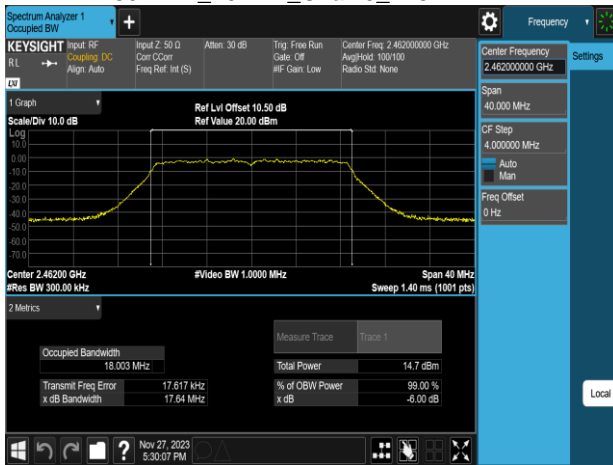 Spectrum Analyzer 1
Occupied BW
+
Frequency
KEYSIGHT
RL
Input: RF
Coupling: DC
Align: Auto
Input Z: 50 Ω
Corr CCorr
Freq Ref: Int (S)
Atten: 30 dB
Trig: Free Run
Gate: Off
#IF Gain: Low
Center Freq: 2.462000000 GHz
Avg|Hold: 100/100
Radio Std: None
LXI
Center Frequency
2.462000000 GHz
Settings
Span
40.000 MHz
CF Step
4.000000 MHz
Auto
Man
Freq Offset
0 Hz
Local
1 Graph
Scale/Div 10.0 dB
Ref Lvl Offset 10.50 dB
Ref Value 20.00 dBm
Log
10.0
0.00
-10.0
-20.0
-30.0
-40.0
-50.0
-60.0
-70.0
Center 2.46200 GHz
#Video BW 1.0000 MHz
Span 40 MHz
#Res BW 300.00 kHz
Sweep 1.40 ms (1001 pts)
2 Metrics
Measure Trace
Trace 1
Occupied Bandwidth
18.003 MHz
Total Power
14.7 dBm
Transmit Freq Error
17.617 kHz
% of OBW Power
99.00 %
x dB Bandwidth
17.64 MHz
x dB
-6.00 dB
?
Nov 27, 2023
5:30:07 PM